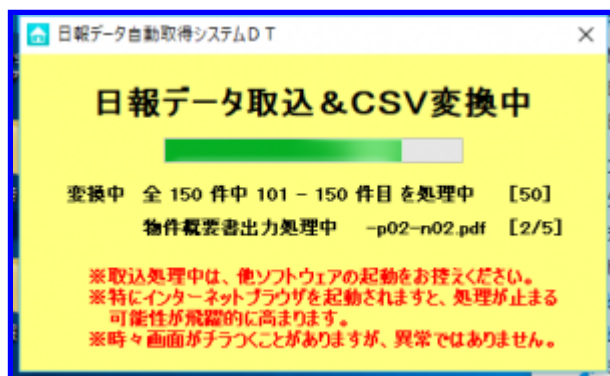 日報データ自動取得システムDT
日報データ取込&CSV変換中
変換中 全 150 件中 101 - 150 件目 を処理中 [50]
物件概要書出力処理中 -p02-n02.pdf [2/5]
※取込処理中は、他ソフトウェアの起動をお控えください。
※特にインターネットブラウザを起動されますと、処理が止まる
可能性が飛躍的に高まります。
※時々画面がチラつくことがありますが、異常ではありません。